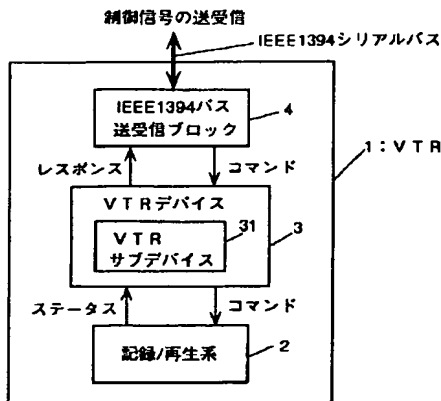 制御信号の送受信
IEEE1394シリアルバス
IEEE1394バス
送受信ブロック
4
1:VTR
レスポンス
コマンド
VTRデバイス
VTR
サブデバイス
31
3
ステータス
コマンド
記録/再生系
2